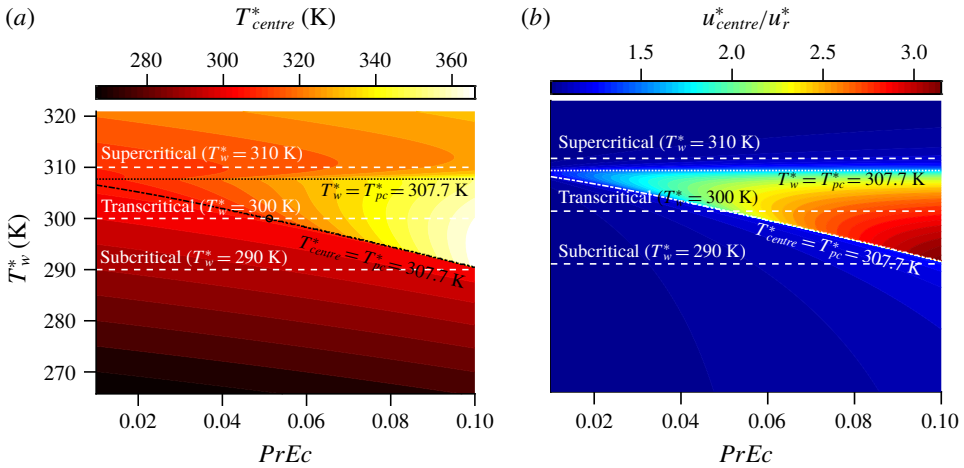 (a)
T*centre (K)
280 300 320 340 360
320
310
300
290
280
270
T*w (K)
Supercritical (T*w = 310 K)
T*w = T*pc = 307.7 K
Transcritical (T*w = 300 K)
T*centre = T*pc = 307.7 K
Subcritical (T*w = 290 K)
0.02 0.04 0.06 0.08 0.10
PrEc
(b)
u*centre/u*r
1.5 2.0 2.5 3.0
Supercritical (T*w = 310 K)
T*w = T*pc = 307.7 K
Transcritical (T*w = 300 K)
T*centre = T*pc = 307.7 K
Subcritical (T*w = 290 K)
0.02 0.04 0.06 0.08 0.10
PrEc